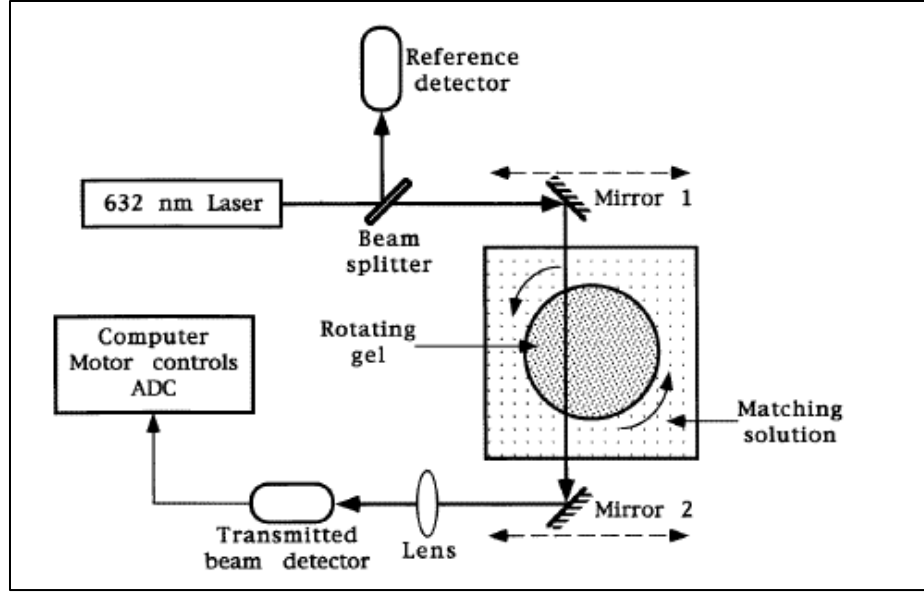 Reference
detector
632 nm Laser
Mirror 1
Beam
splitter
Computer
Motor controls
ADC
Rotating
gel
Matching
solution
Mirror 2
Transmitted
beam detector
Lens